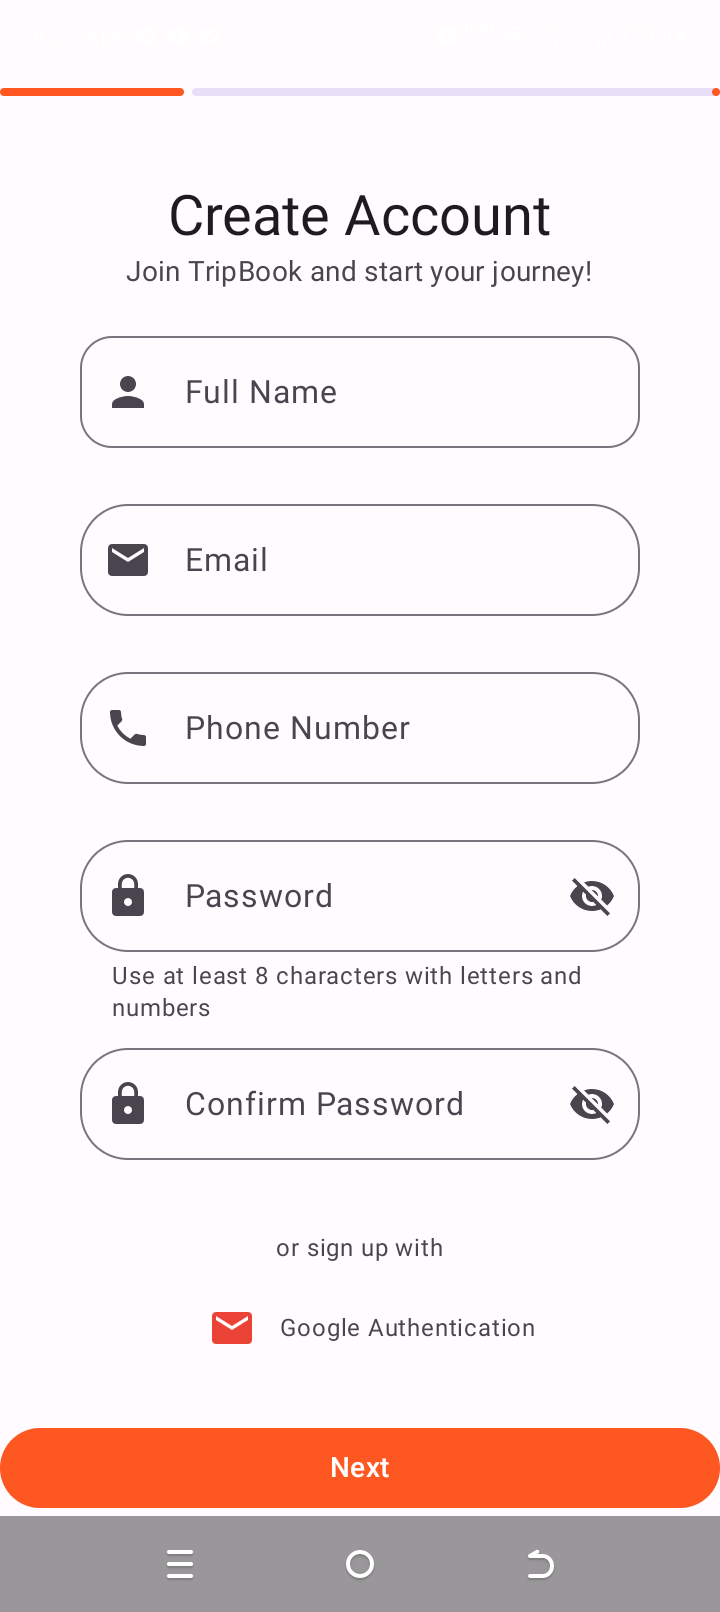 Create Account
Join TripBook and start your journey!
Full Name
Email
Phone Number
Password
Use at least 8 characters with letters and
numbers
Confirm Password
or sign up with
Google Authentication
Next